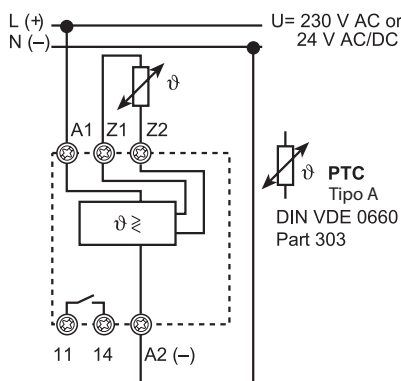 L (+)
U= 230 V AC or
N (–)
24 V AC/DC
ϑ
A1 Z1 Z2
ϑ PTC
Tipo A
DIN VDE 0660
Part 303
ϑ ≷
11 14 A2 (–)